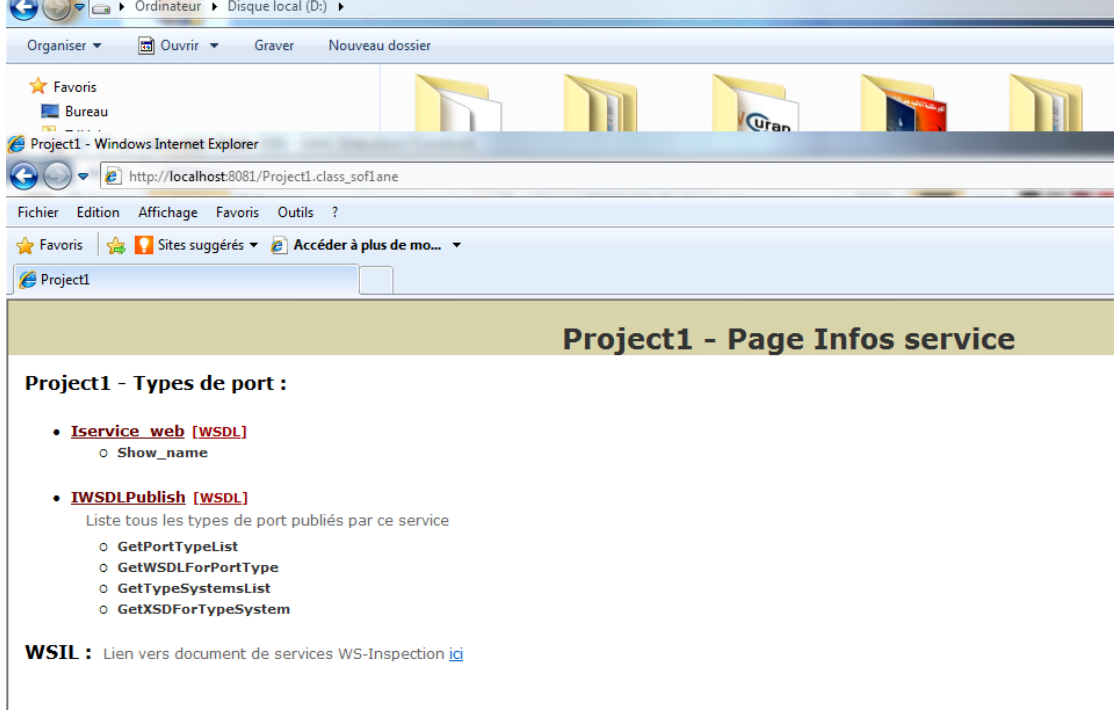 Ordinateur ▸ Disque local (D:) ▸
Organiser Ouvrir Graver Nouveau dossier
Favoris
Bureau
Curan
Project1 - Windows Internet Explorer
http://localhost:8081/Project1.class_sof1ane
Fichier Edition Affichage Favoris Outils ?
Favoris Sites suggérés Accéder à plus de mo...
Project1
Project1 - Page Infos service
Project1 - Types de port :
• Iservice_web [WSDL]
○ Show_name
• IWSDLPublish [WSDL]
Liste tous les types de port publiés par ce service
○ GetPortTypeList
○ GetWSDLForPortType
○ GetTypeSystemsList
○ GetXSDForTypeSystem
WSIL : Lien vers document de services WS-Inspection ici